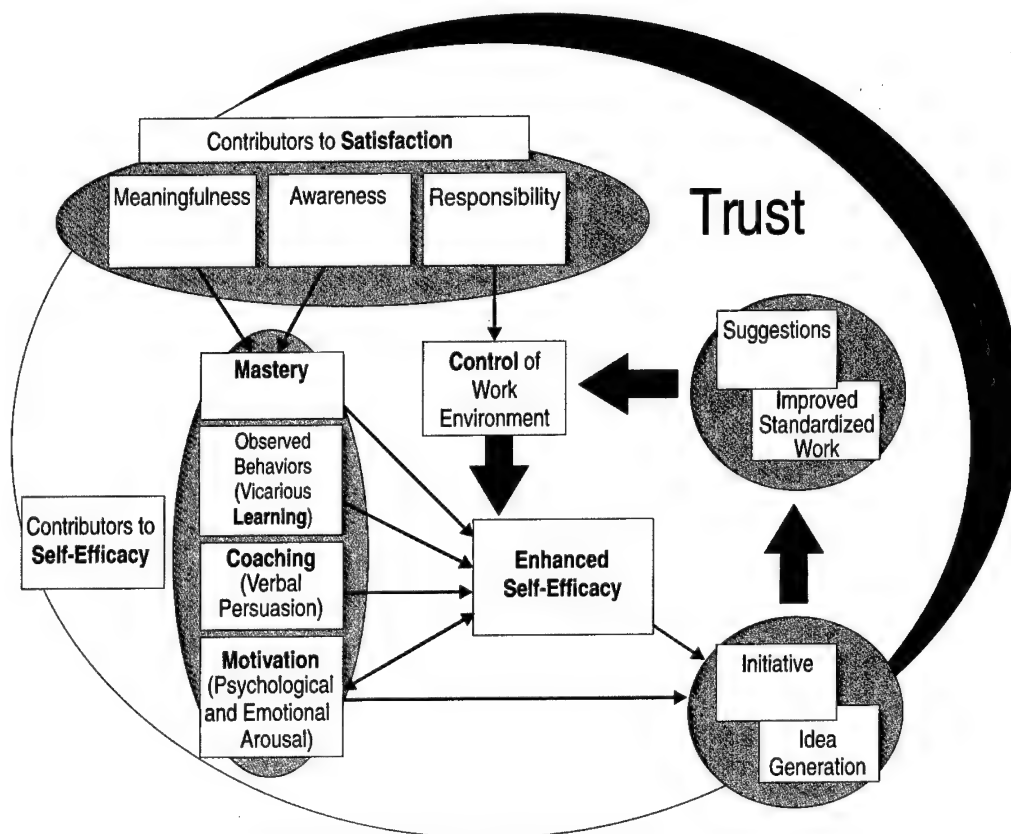 Contributors to Satisfaction
Meaningfulness
Awareness
Responsibility
Trust
Mastery
Observed
Behaviors
(Vicarious
Learning)
Coaching
(Verbal
Persuasion)
Motivation
(Psychological
and Emotional
Arousal)
Contributors to
Self-Efficacy
Control of
Work
Environment
Enhanced
Self-Efficacy
Suggestions
Improved
Standardized
Work
Initiative
Idea
Generation